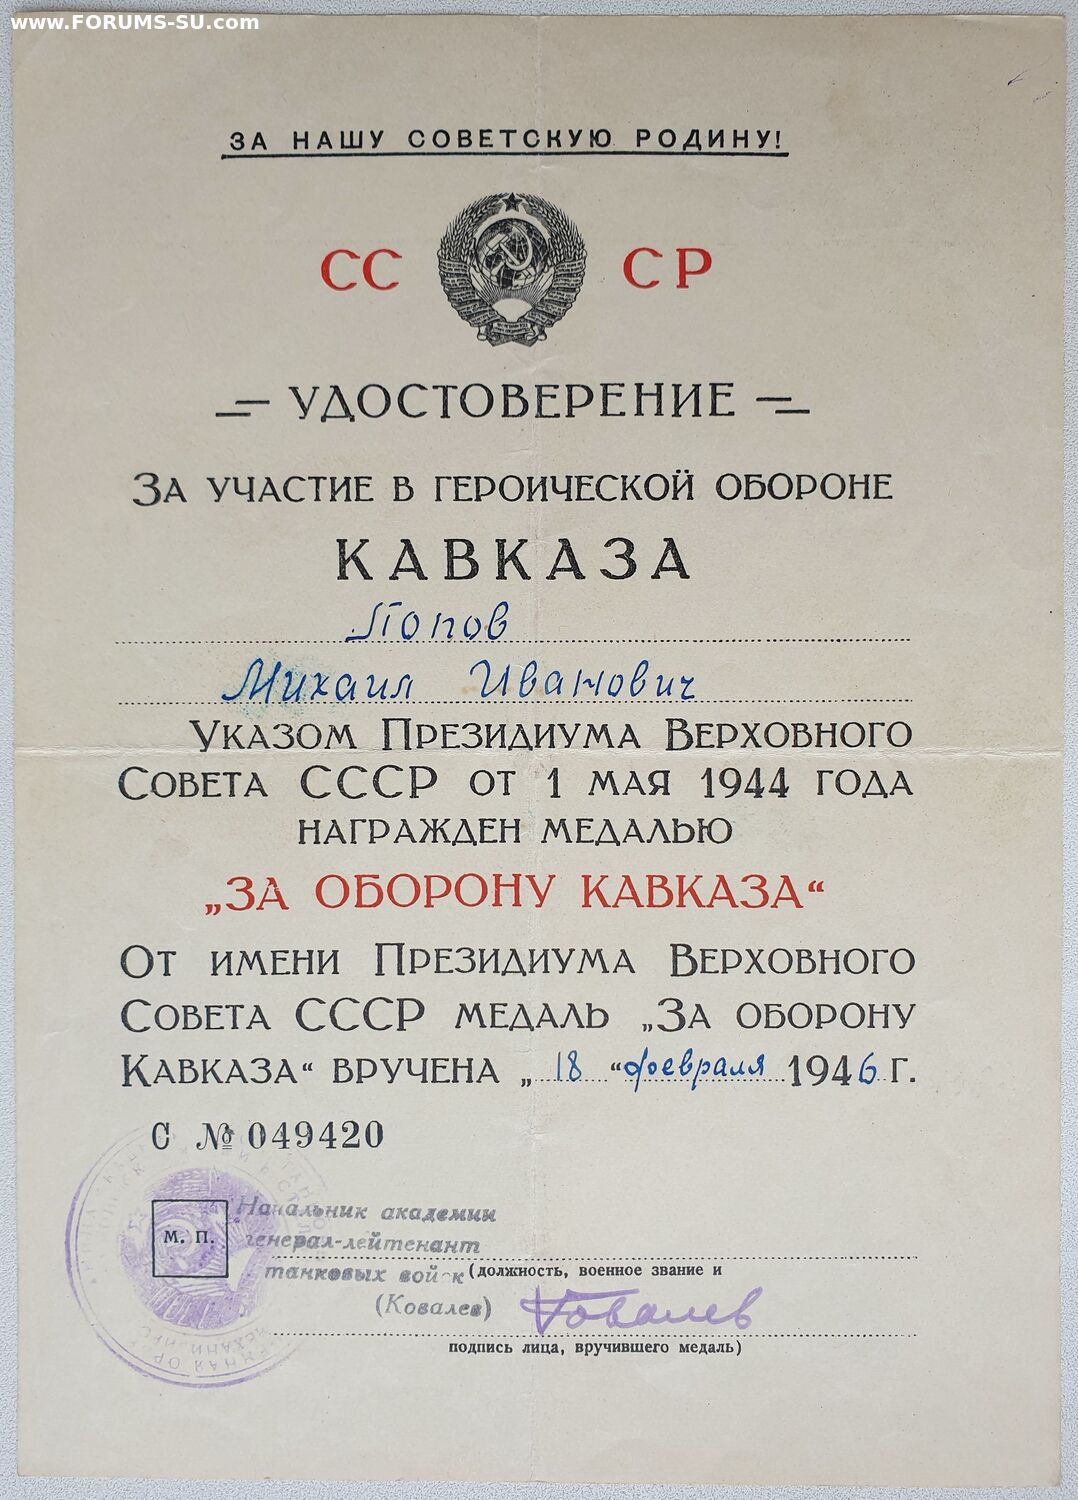 www.FORUMS-SU.com
ЗА НАШУ СОВЕТСКУЮ РОДИНУ!
СС СР
УДОСТОВЕРЕНИЕ
ЗА УЧАСТИЕ В ГЕРОИЧЕСКОЙ ОБОРОНЕ
КАВКАЗА
Попов
Михаил Иванович
УКАЗОМ ПРЕЗИДИУМА ВЕРХОВНОГО
СОВЕТА СССР ОТ 1 МАЯ 1944 ГОДА
НАГРАЖДЕН МЕДАЛЬЮ
„ЗА ОБОРОНУ КАВКАЗА“
ОТ ИМЕНИ ПРЕЗИДИУМА ВЕРХОВНОГО
СОВЕТА СССР МЕДАЛЬ „ЗА ОБОРОНУ
КАВКАЗА“ ВРУЧЕНА „18“ февраля 1946 Г.
С № 049420
Начальник академии
М. П.
генерал-лейтенант
танковых войск (должность, военное звание и
(Ковалев) Ковалев
подпись лица, вручившего медаль)